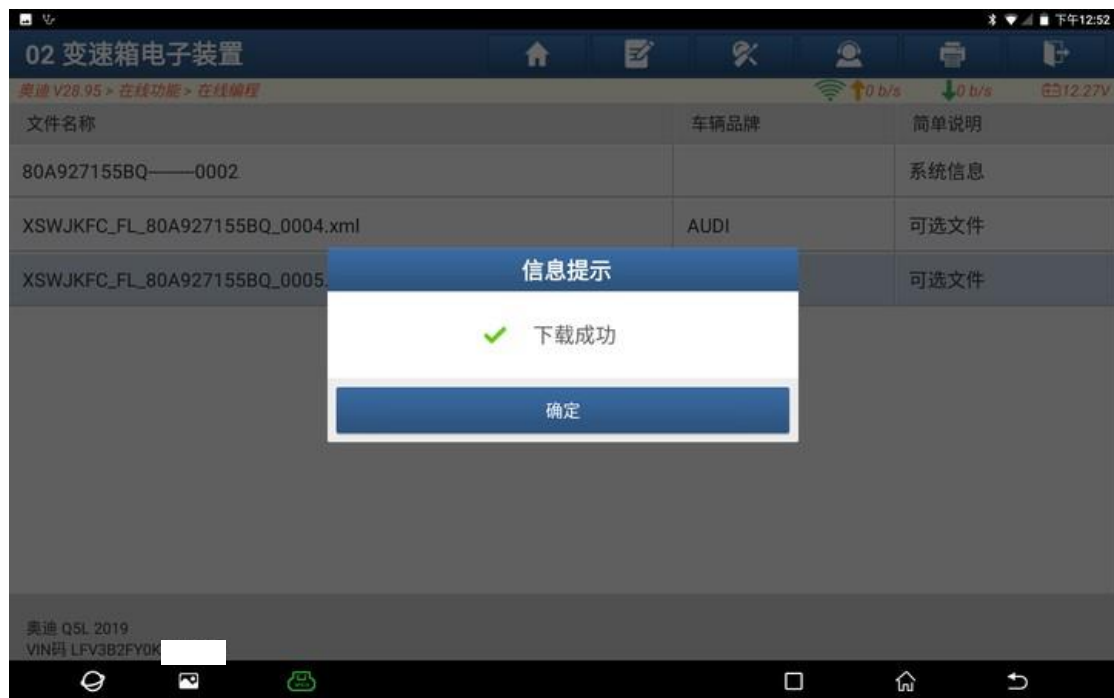 下午12:52
02 变速箱电子装置
奥迪 V28.95 > 在线功能 > 在线编程
0 b/s
0 b/s
12.27V
文件名称 车辆品牌 简单说明
80A927155BQ-------0002 系统信息
XSWJKFC_FL_80A927155BQ_0004.xml AUDI 可选文件
XSWJKFC_FL_80A927155BQ_0005. 可选文件
信息提示
下载成功
确定
奥迪 Q5L 2019
VIN码 LFV3B2FY0K